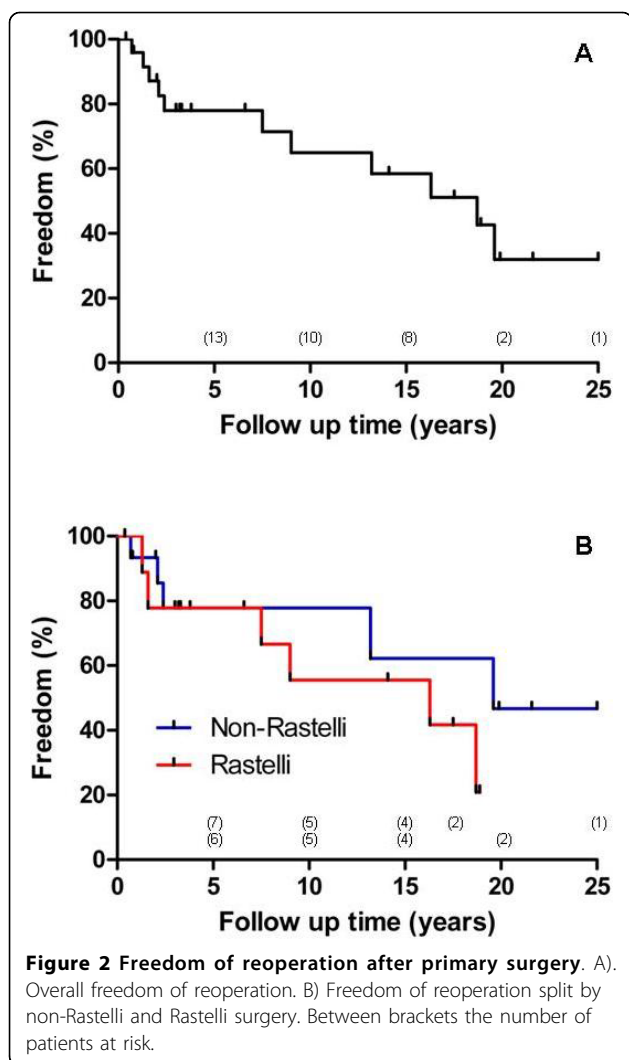 A
100
80
60
40
20
0
Freedom (%)
(13) (10) (8) (2) (1)
0 5 10 15 20 25
Follow up time (years)
B
100
80
60
40
20
0
Freedom (%)
Non-Rastelli
Rastelli
(7) (5) (4) (2) (1)
(6) (5) (4) (2)
0 5 10 15 20 25
Follow up time (years)
Figure 2 Freedom of reoperation after primary surgery. A).
Overall freedom of reoperation. B) Freedom of reoperation split by
non-Rastelli and Rastelli surgery. Between brackets the number of
patients at risk.